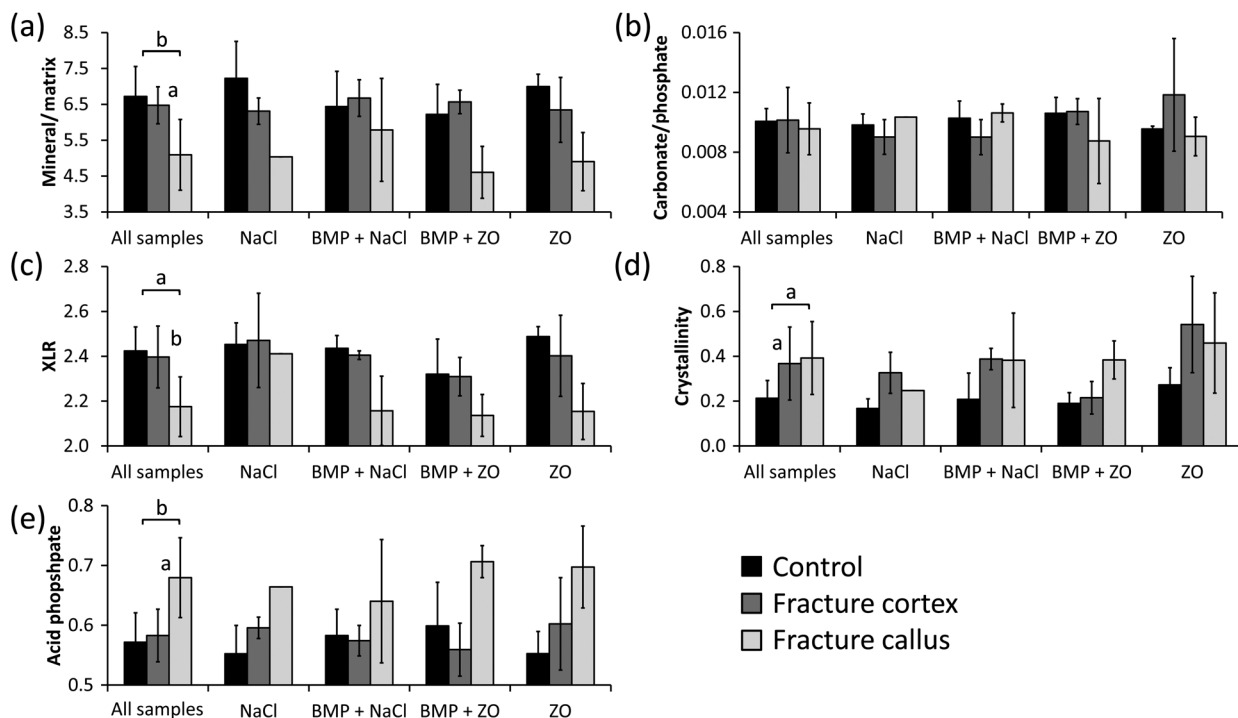 (a)
8.5
7.5
6.5
5.5
4.5
3.5
Mineral/matrix
b
a
All samples NaCl BMP + NaCl BMP + ZO ZO
(b)
0.016
0.012
0.008
0.004
Carbonate/phosphate
All samples NaCl BMP + NaCl BMP + ZO ZO
(c)
2.8
2.6
2.4
2.2
2.0
XLR
a
b
All samples NaCl BMP + NaCl BMP + ZO ZO
(d)
0.8
0.6
0.4
0.2
0.0
Crystallinity
a
a
All samples NaCl BMP + NaCl BMP + ZO ZO
(e)
0.8
0.7
0.6
0.5
Acid phopshpate
b
a
All samples NaCl BMP + NaCl BMP + ZO ZO
Control
Fracture cortex
Fracture callus